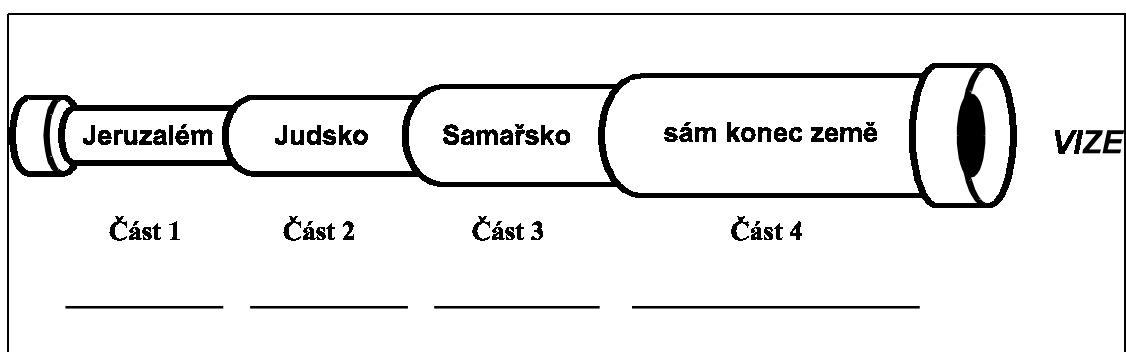 Jeruzalém Judsko Samařsko sám konec země VIZE
Část 1 Část 2 Část 3 Část 4